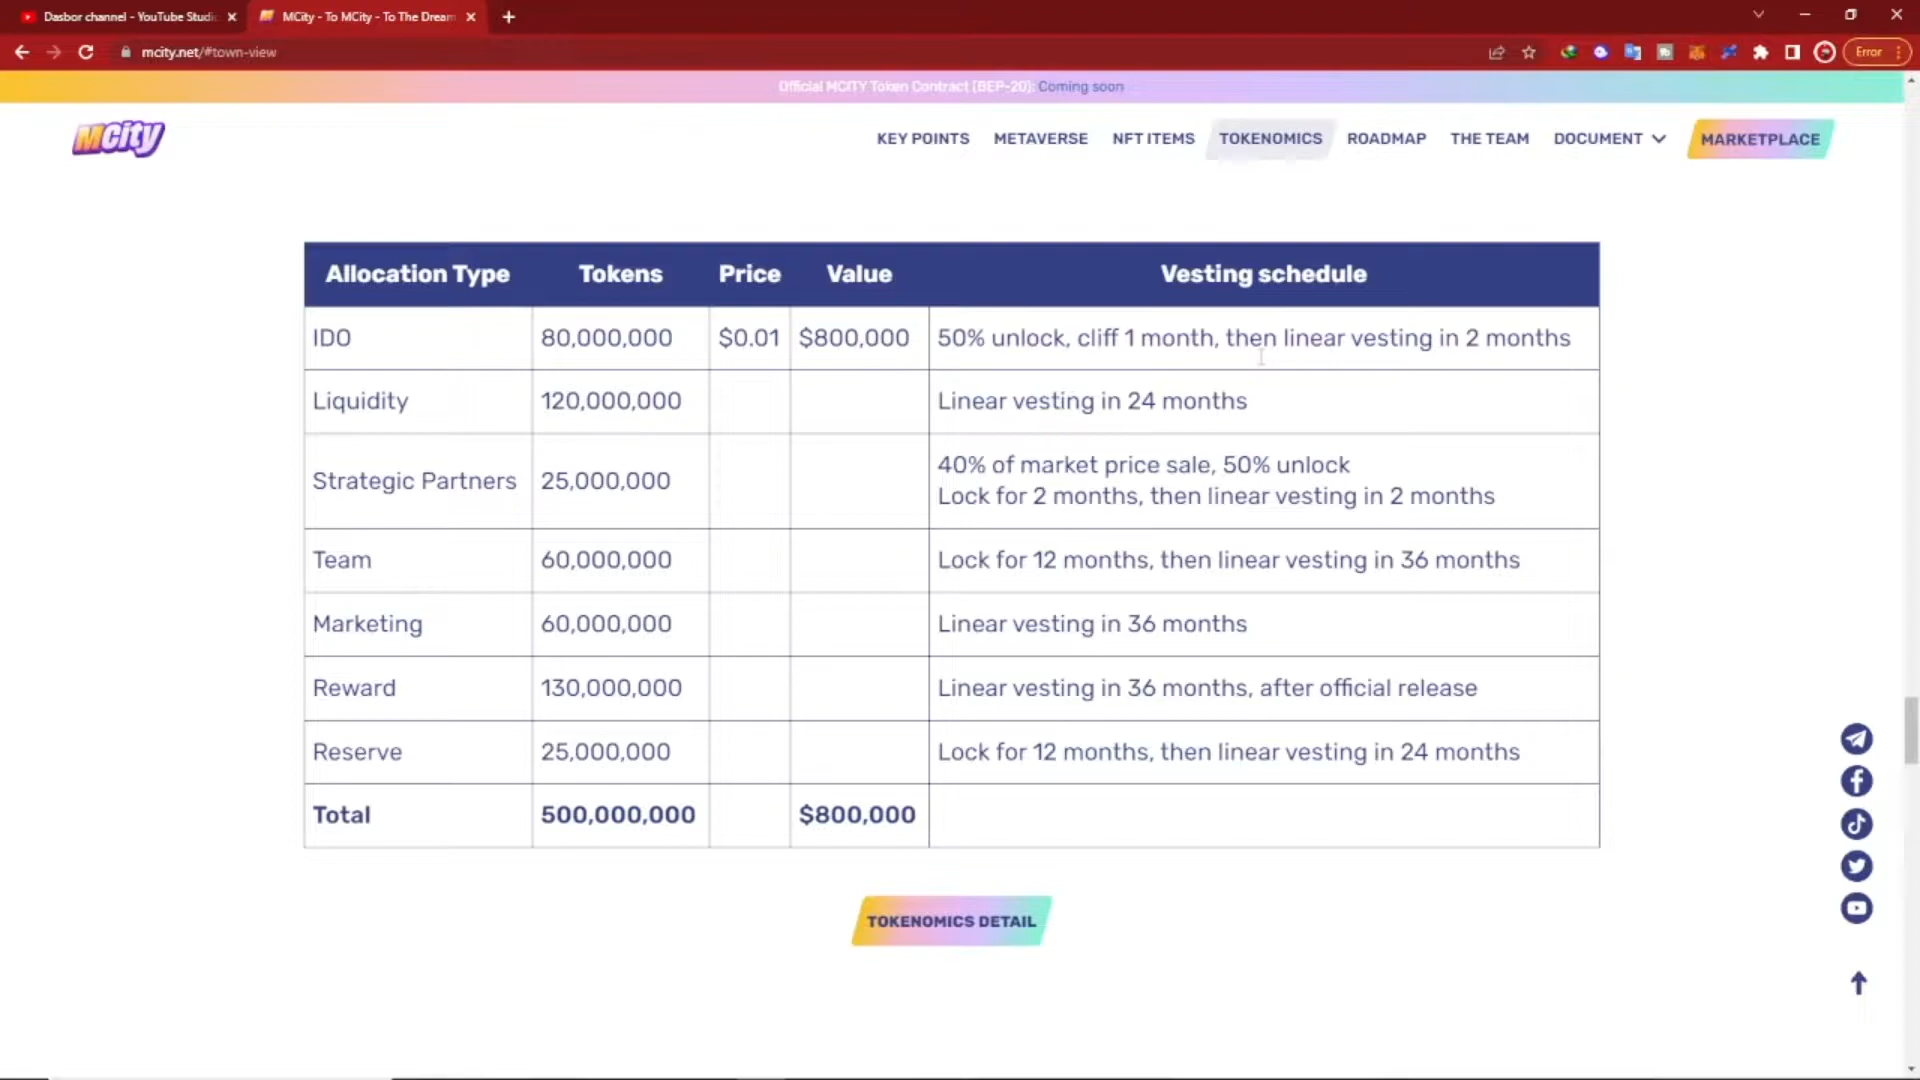 Dasbor channel - YouTube Studi
MCity - To MCity - To The Dream
mcity.net/#town-view
Error
Official MCITY Token Contract (BEP-20): Coming soon
MCity
KEY POINTS
METAVERSE
NFT ITEMS
TOKENOMICS
ROADMAP
THE TEAM
DOCUMENT
MARKETPLACE
Allocation Type Tokens Price Value Vesting schedule
IDO 80,000,000 $0.01 $800,000 50% unlock, cliff 1 month, then linear vesting in 2 months
Liquidity 120,000,000 Linear vesting in 24 months
Strategic Partners 25,000,000 40% of market price sale, 50% unlock
Lock for 2 months, then linear vesting in 2 months
Team 60,000,000 Lock for 12 months, then linear vesting in 36 months
Marketing 60,000,000 Linear vesting in 36 months
Reward 130,000,000 Linear vesting in 36 months, after official release
Reserve 25,000,000 Lock for 12 months, then linear vesting in 24 months
Total 500,000,000 $800,000
TOKENOMICS DETAIL